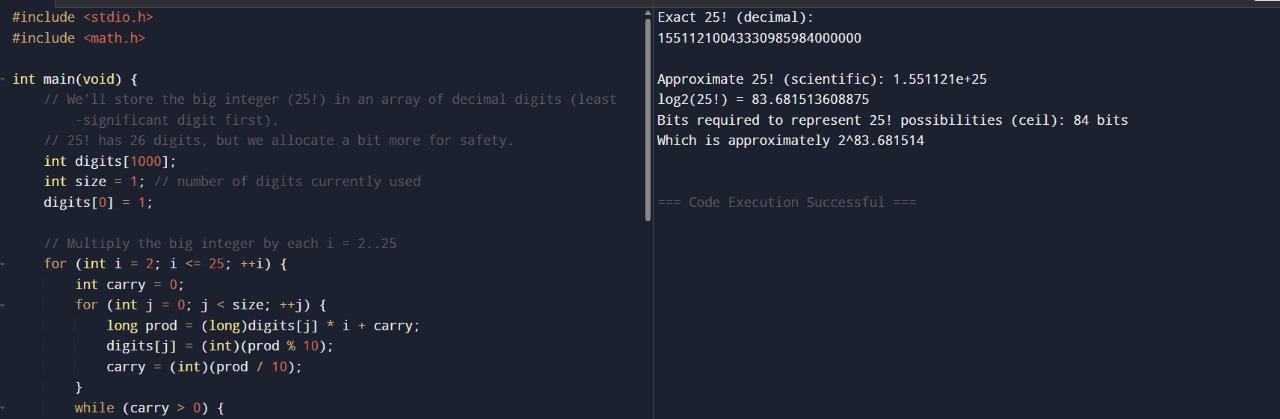 #include <stdio.h>
#include <math.h>
int main(void) {
// We'll store the big integer (25!) in an array of decimal digits (least
-significant digit first).
// 25! has 26 digits, but we allocate a bit more for safety.
int digits[1000];
int size = 1; // number of digits currently used
digits[0] = 1;
// Multiply the big integer by each i = 2..25
for (int i = 2; i <= 25; ++i) {
int carry = 0;
for (int j = 0; j < size; ++j) {
long prod = (long)digits[j] * i + carry;
digits[j] = (int)(prod % 10);
carry = (int)(prod / 10);
}
while (carry > 0) {
Exact 25! (decimal):
15511210043330985984000000
Approximate 25! (scientific): 1.551121e+25
log2(25!) = 83.681513608875
Bits required to represent 25! possibilities (ceil): 84 bits
Which is approximately 2^83.681514
=== Code Execution Successful ===